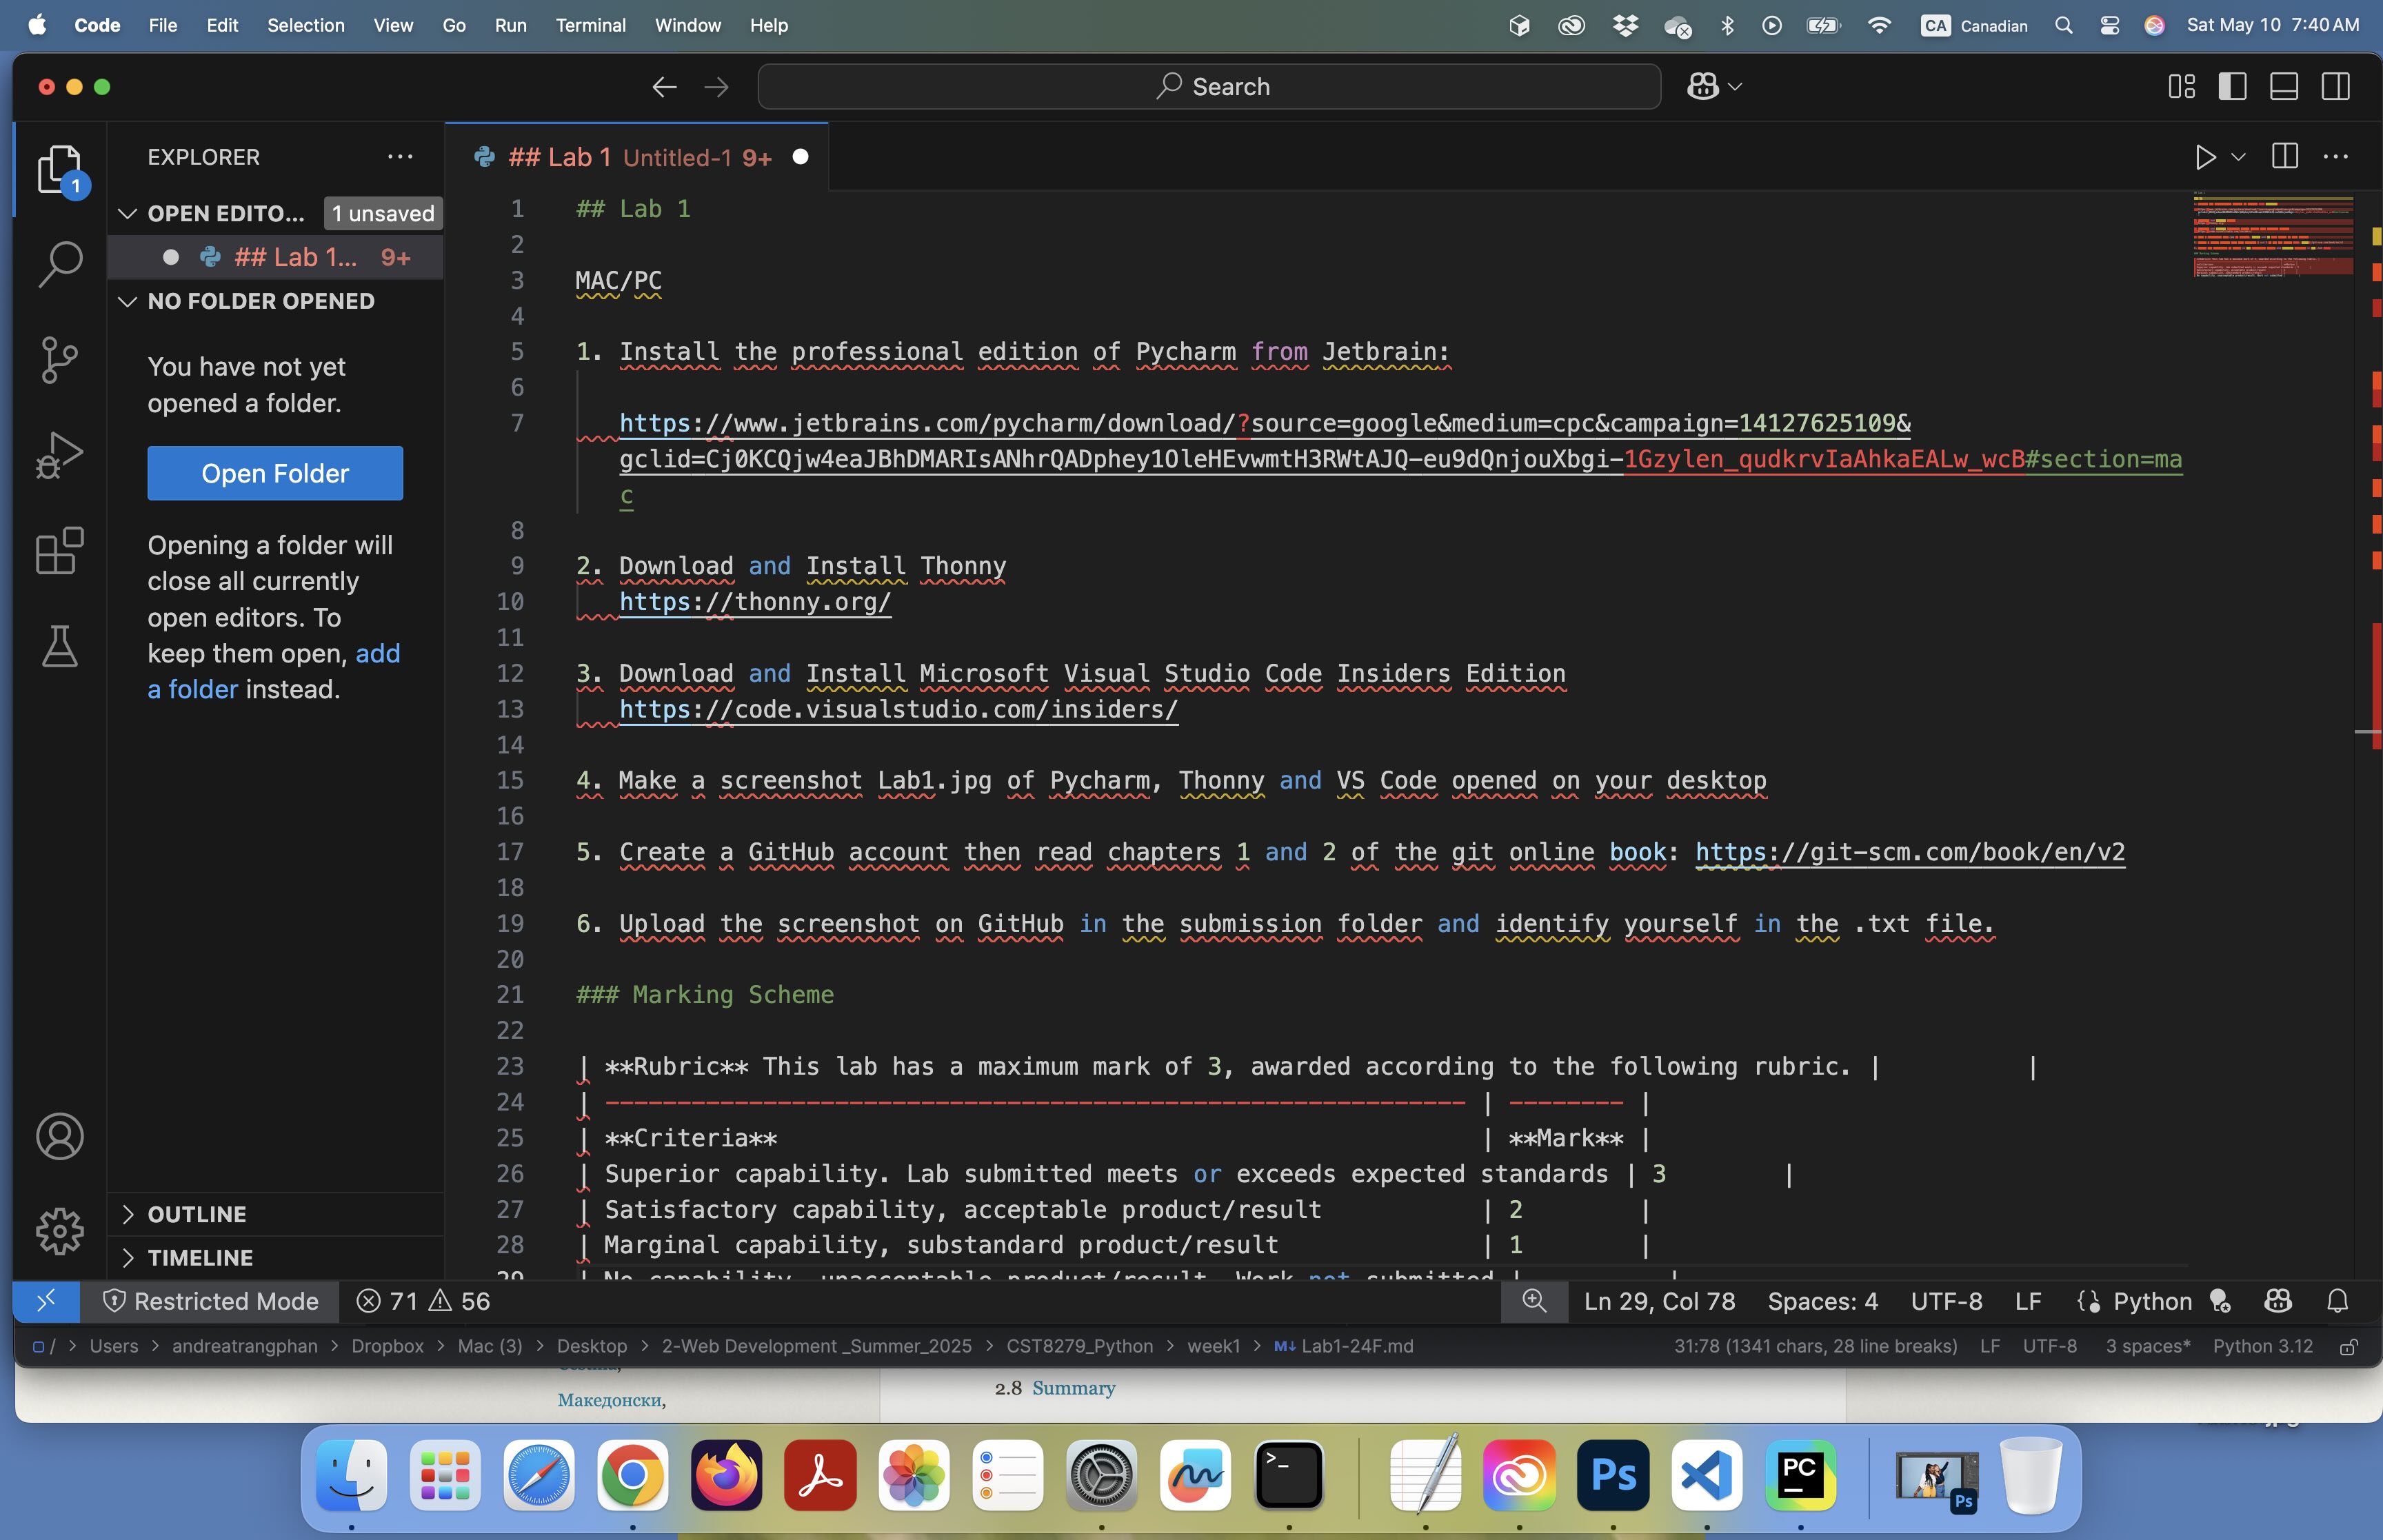 Code File Edit Selection View Go Run Terminal Window Help CA Canadian Sat May 10 7:40 AM
Search
EXPLORER
OPEN EDITO... 1 unsaved
## Lab 1... 9+
NO FOLDER OPENED
You have not yet
opened a folder.
Open Folder
Opening a folder will
close all currently
open editors. To
keep them open, add
a folder instead.
OUTLINE
TIMELINE
1
## Lab 1 Untitled-1 9+
1 ## Lab 1
2
3 MAC/PC
4
5 1. Install the professional edition of Pycharm from Jetbrain:
6
7 https://www.jetbrains.com/pycharm/download/?source=google&medium=cpc&campaign=14127625109&
gclid=Cj0KCQjw4eaJBhDMARIsANhrQADphey1OleHEvwmtH3RWtAJQ-eu9dQnjouXbgi-1Gzylen_qudkrvIaAhkaEALw_wcB#section=ma
c
8
9 2. Download and Install Thonny
10 https://thonny.org/
11
12 3. Download and Install Microsoft Visual Studio Code Insiders Edition
13 https://code.visualstudio.com/insiders/
14
15 4. Make a screenshot Lab1.jpg of Pycharm, Thonny and VS Code opened on your desktop
16
17 5. Create a GitHub account then read chapters 1 and 2 of the git online book: https://git-scm.com/book/en/v2
18
19 6. Upload the screenshot on GitHub in the submission folder and identify yourself in the .txt file.
20
21 ### Marking Scheme
22
23 | **Rubric** This lab has a maximum mark of 3, awarded according to the following rubric. | |
24 | ------------------------------------------------------------ | -------- |
25 | **Criteria** | **Mark** |
26 | Superior capability. Lab submitted meets or exceeds expected standards | 3 |
27 | Satisfactory capability, acceptable product/result | 2 |
28 | Marginal capability, substandard product/result | 1 |
29 | No capability, unacceptable product/result. Work not submitted | |
Restricted Mode 71 56 Ln 29, Col 78 Spaces: 4 UTF-8 LF Python
/ > Users > andreatrangphan > Dropbox > Mac (3) > Desktop > 2-Web Development _Summer_2025 > CST8279_Python > week1 > M↓ Lab1-24F.md 31:78 (1341 chars, 28 line breaks) LF UTF-8 3 spaces* Python 3.12
2.8 Summary
Македонски,
>_ Ps PC Ps